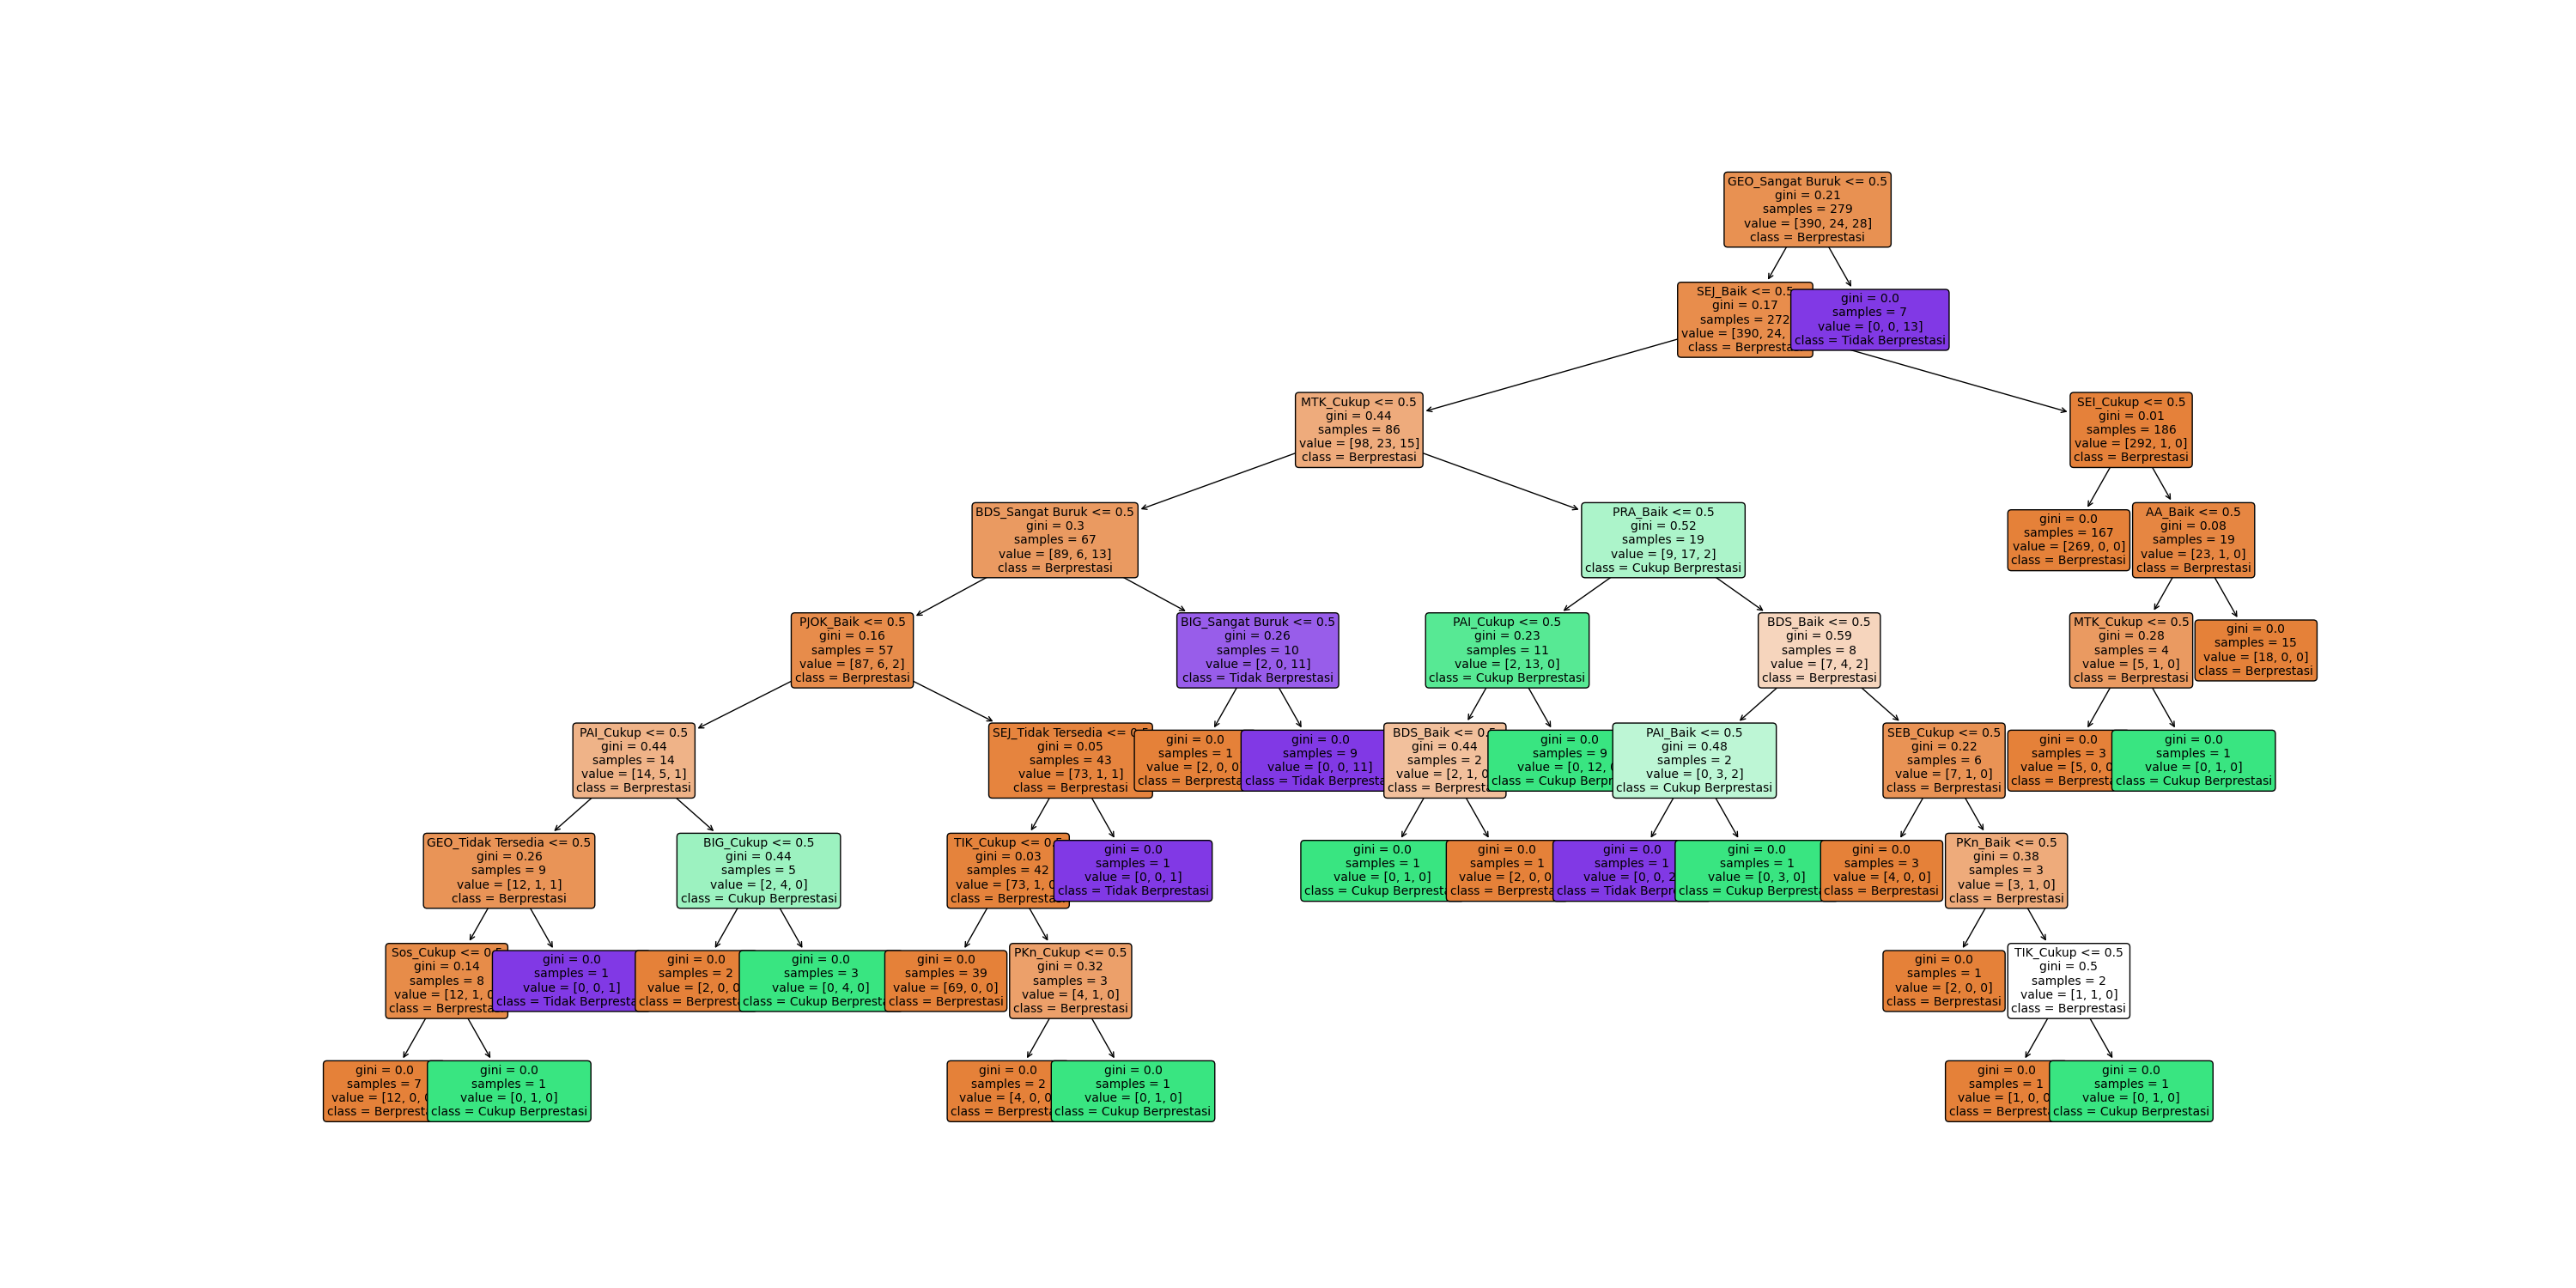 GEO_Sangat Buruk <= 0.5
gini = 0.21
samples = 279
value = [390, 24, 28]
class = Berprestasi
SEJ_Baik <= 0.5
gini = 0.17
samples = 272
value = [390, 24,
class = Berpresta
gini = 0.0
samples = 7
value = [0, 0, 13]
class = Tidak Berprestasi
MTK_Cukup <= 0.5
gini = 0.44
samples = 86
value = [98, 23, 15]
class = Berprestasi
SEI_Cukup <= 0.5
gini = 0.01
samples = 186
value = [292, 1, 0]
class = Berprestasi
BDS_Sangat Buruk <= 0.5
gini = 0.3
samples = 67
value = [89, 6, 13]
class = Berprestasi
PRA_Baik <= 0.5
gini = 0.52
samples = 19
value = [9, 17, 2]
class = Cukup Berprestasi
gini = 0.0
samples = 167
value = [269, 0, 0]
class = Berprestasi
AA_Baik <= 0.5
gini = 0.08
samples = 19
value = [23, 1, 0]
class = Berprestasi
PJOK_Baik <= 0.5
gini = 0.16
samples = 57
value = [87, 6, 2]
class = Berprestasi
BIG_Sangat Buruk <= 0.5
gini = 0.26
samples = 10
value = [2, 0, 11]
class = Tidak Berprestasi
PAI_Cukup <= 0.5
gini = 0.23
samples = 11
value = [2, 13, 0]
class = Cukup Berprestasi
BDS_Baik <= 0.5
gini = 0.59
samples = 8
value = [7, 4, 2]
class = Berprestasi
MTK_Cukup <= 0.5
gini = 0.28
samples = 4
value = [5, 1, 0]
class = Berprestasi
gini = 0.0
samples = 15
value = [18, 0, 0]
class = Berprestasi
PAI_Cukup <= 0.5
gini = 0.44
samples = 14
value = [14, 5, 1]
class = Berprestasi
SEJ_Tidak Tersedia <= 0.5
gini = 0.05
samples = 43
value = [73, 1, 1]
class = Berprestasi
gini = 0.0
samples = 1
value = [2, 0, 0
class = Berpresta
gini = 0.0
samples = 9
value = [0, 0, 11]
class = Tidak Berpresta
BDS_Baik <= 0.5
gini = 0.44
samples = 2
value = [2, 1, 0
class = Berpresta
gini = 0.0
samples = 9
value = [0, 12,
class = Cukup Berpr
PAI_Baik <= 0.5
gini = 0.48
samples = 2
value = [0, 3, 2]
class = Cukup Berprestasi
SEB_Cukup <= 0.5
gini = 0.22
samples = 6
value = [7, 1, 0]
class = Berprestasi
gini = 0.0
samples = 3
value = [5, 0, 0
class = Berpresta
gini = 0.0
samples = 1
value = [0, 1, 0]
class = Cukup Berprestasi
GEO_Tidak Tersedia <= 0.5
gini = 0.26
samples = 9
value = [12, 1, 1]
class = Berprestasi
BIG_Cukup <= 0.5
gini = 0.44
samples = 5
value = [2, 4, 0]
class = Cukup Berprestasi
TIK_Cukup <= 0.5
gini = 0.03
samples = 42
value = [73, 1, 0
class = Berpresta
gini = 0.0
samples = 1
value = [0, 0, 1]
class = Tidak Berprestasi
gini = 0.0
samples = 1
value = [0, 1, 0]
class = Cukup Berpresta
gini = 0.0
samples = 1
value = [2, 0, 0
class = Berpresta
gini = 0.0
samples = 1
value = [0, 0, 2
class = Tidak Berpr
gini = 0.0
samples = 1
value = [0, 3, 0]
class = Cukup Berpresta
gini = 0.0
samples = 3
value = [4, 0, 0]
class = Berprestasi
PKn_Baik <= 0.5
gini = 0.38
samples = 3
value = [3, 1, 0]
class = Berprestasi
Sos_Cukup <= 0.5
gini = 0.14
samples = 8
value = [12, 1, 0
class = Berpresta
gini = 0.0
samples = 1
value = [0, 0, 1]
class = Tidak Berpresta
gini = 0.0
samples = 2
value = [2, 0, 0
class = Berpresta
gini = 0.0
samples = 3
value = [0, 4, 0]
class = Cukup Berpresta
gini = 0.0
samples = 39
value = [69, 0, 0]
class = Berprestasi
PKn_Cukup <= 0.5
gini = 0.32
samples = 3
value = [4, 1, 0]
class = Berprestasi
gini = 0.0
samples = 1
value = [2, 0, 0]
class = Berprestasi
TIK_Cukup <= 0.5
gini = 0.5
samples = 2
value = [1, 1, 0]
class = Berprestasi
gini = 0.0
samples = 7
value = [12, 0,
class = Berpresta
gini = 0.0
samples = 1
value = [0, 1, 0]
class = Cukup Berprestasi
gini = 0.0
samples = 2
value = [4, 0, 0
class = Berpresta
gini = 0.0
samples = 1
value = [0, 1, 0]
class = Cukup Berprestasi
gini = 0.0
samples = 1
value = [1, 0, 0
class = Berpresta
gini = 0.0
samples = 1
value = [0, 1, 0]
class = Cukup Berprestasi